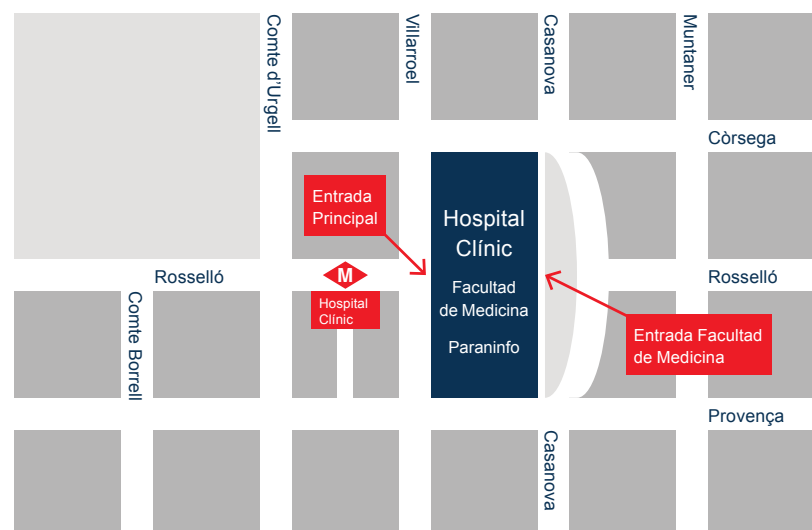 Comte d'Urgell
Villarroel
Casanova
Muntaner
Còrsega
Entrada
Principal
Hospital
Clínic
Facultad
de Medicina
Paraninfo
Rosselló
M
Hospital
Clínic
Rosselló
Comte Borrell
Entrada Facultad
de Medicina
Provença
Casanova